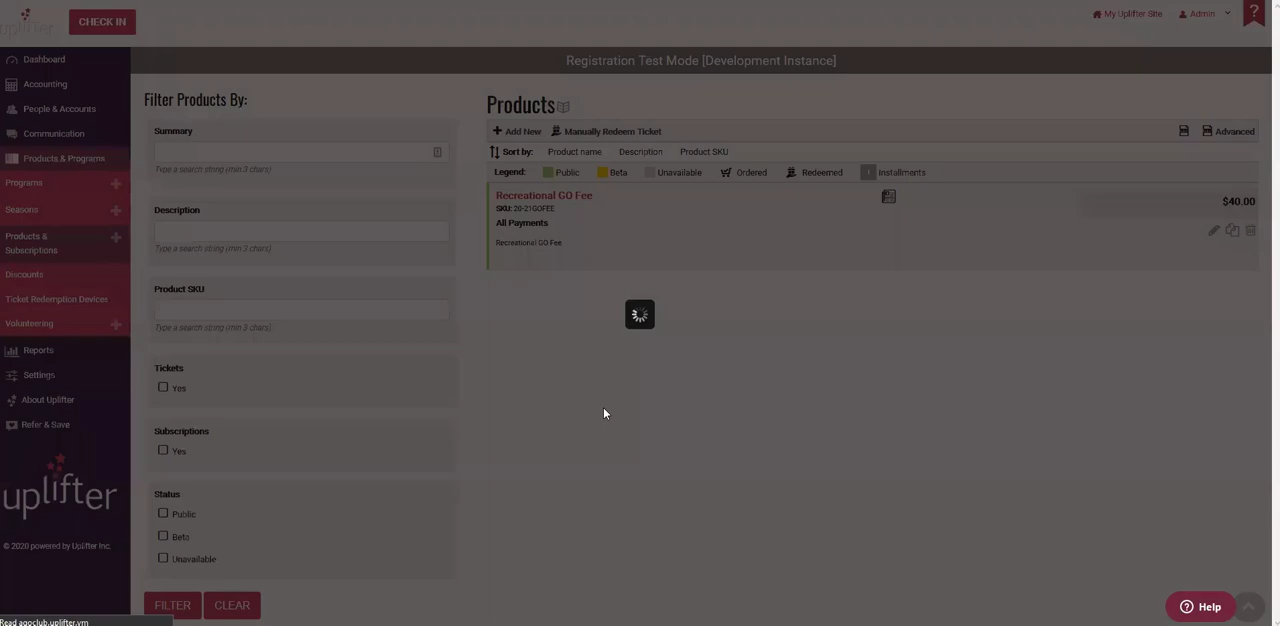 uplifter
CHECK IN
My Uplifter Site
Admin
?
Registration Test Mode [Development Instance]
Dashboard
Accounting
People & Accounts
Communication
Products & Programs
Programs
Seasons
Products &
Subscriptions
Discounts
Ticket Redemption Devices
Volunteering
Reports
Settings
About Uplifter
Refer & Save
uplifter
© 2020 powered by Uplifter Inc.
Filter Products By:
Summary
Type a search string (min 3 chars)
Description
Type a search string (min 3 chars)
Product SKU
Type a search string (min 3 chars)
Tickets
Yes
Subscriptions
Yes
Status
Public
Beta
Unavailable
FILTER CLEAR
Products
Add New Manually Redeem Ticket Advanced
Sort by: Product name Description Product SKU
Legend: Public Beta Unavailable Ordered Redeemed Installments
Recreational GO Fee
SKU: 20-21GOFEE
$40.00
All Payments
Recreational GO Fee
Help
Read agoclub.uplifter.vm